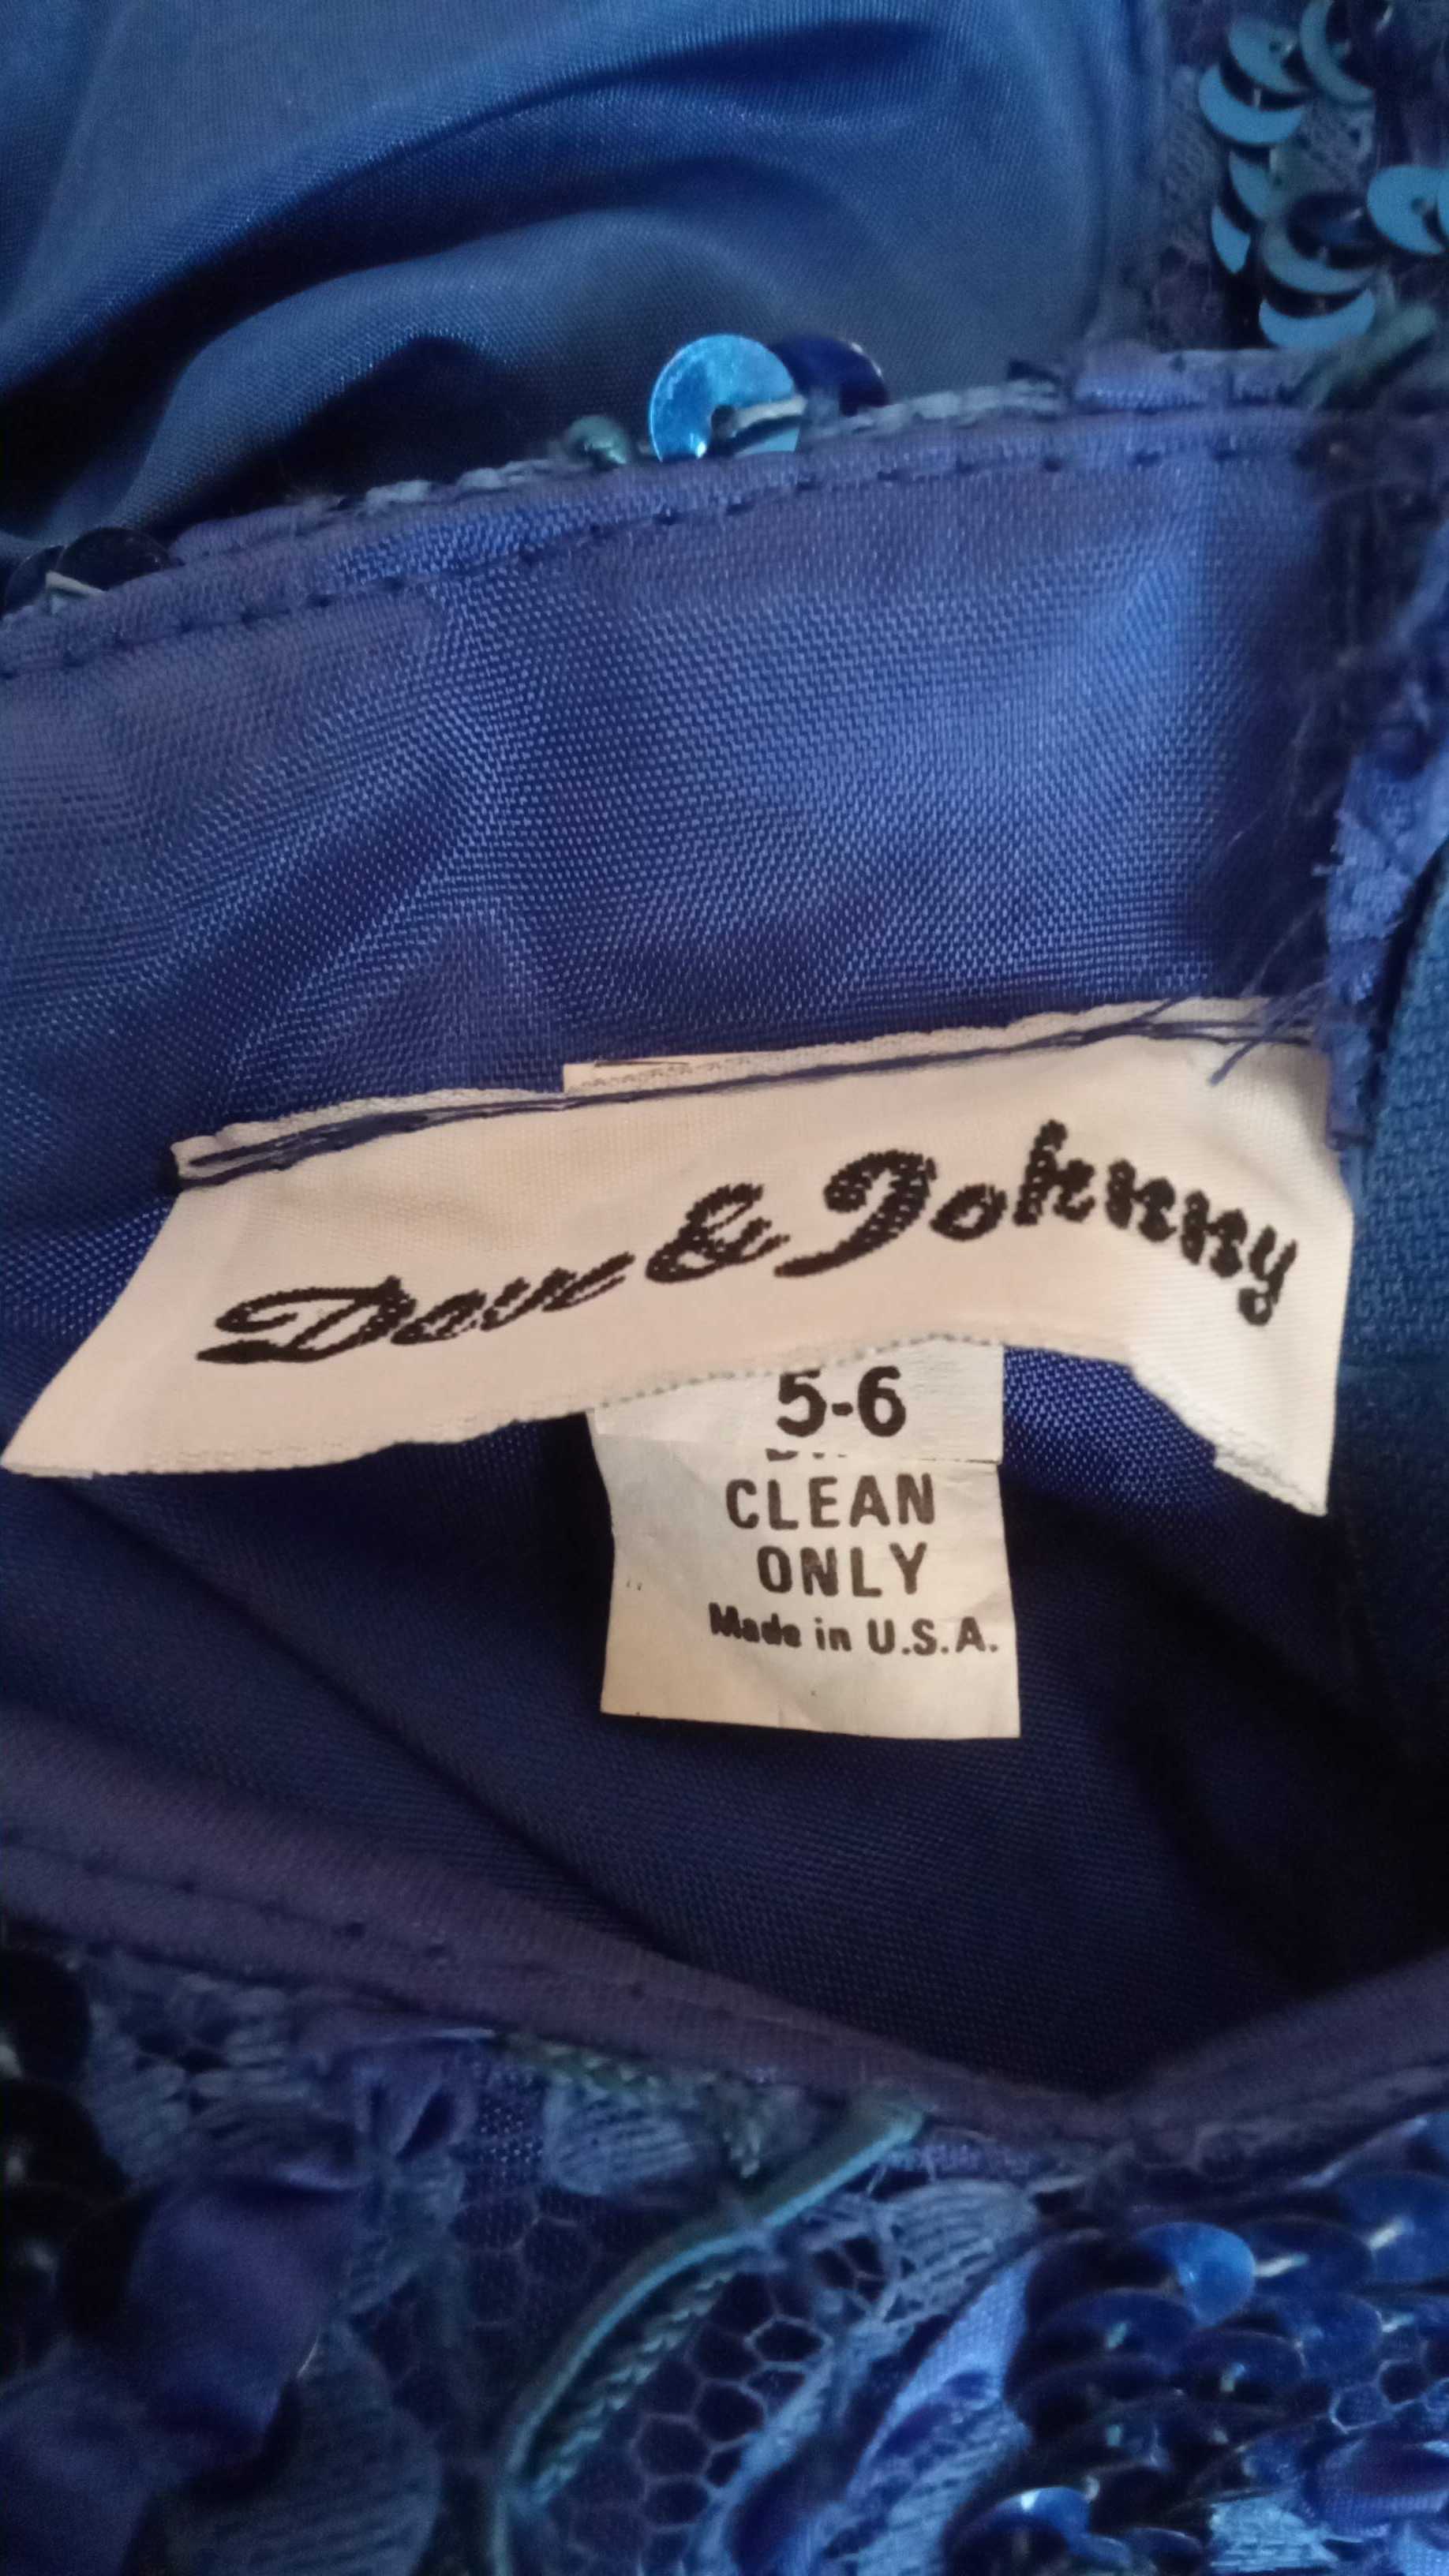 Dave & Johnny
5-6
CLEAN
ONLY
Made in U.S.A.